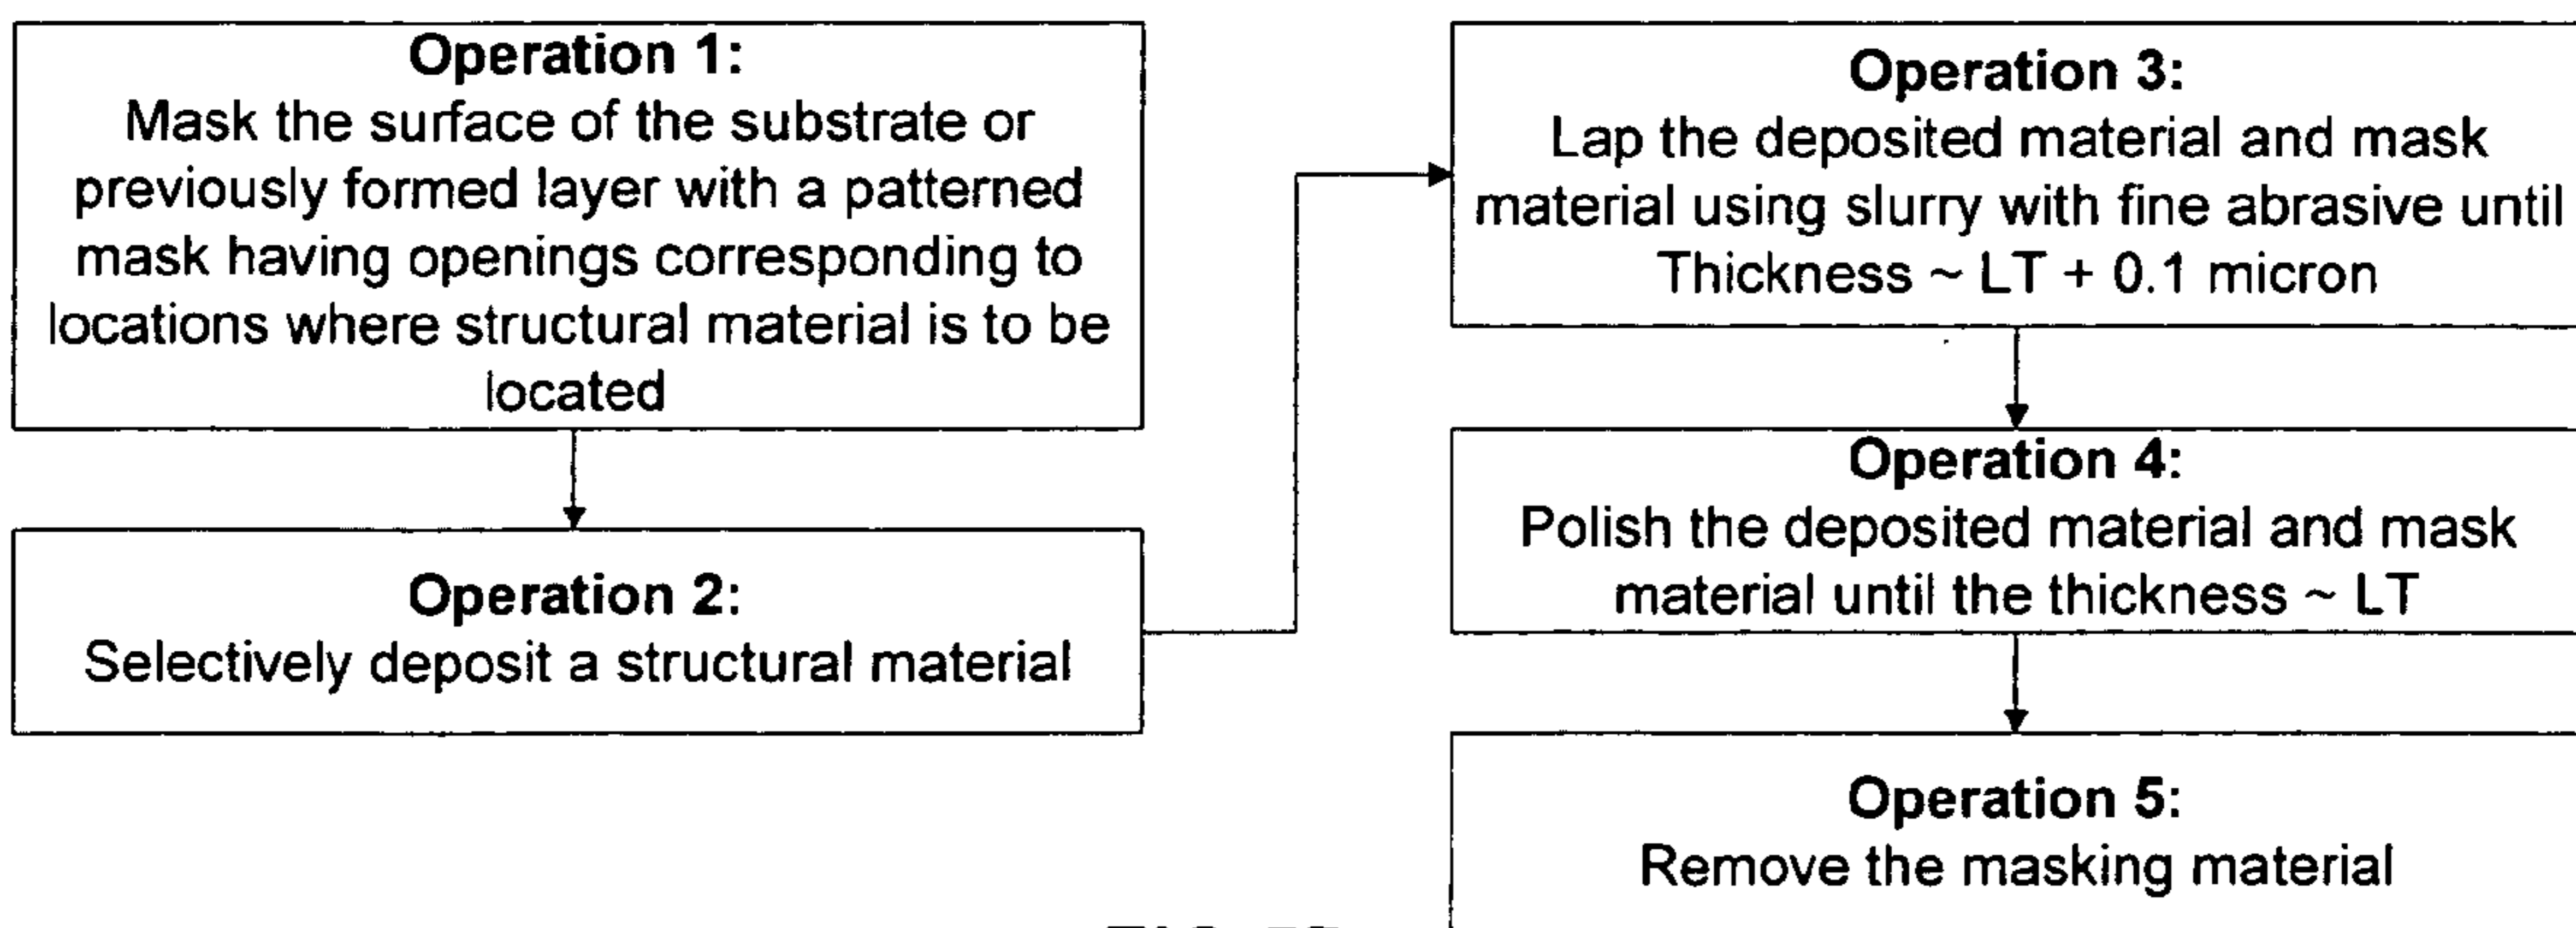 Operation 1:
Mask the surface of the substrate or
previously formed layer with a patterned
mask having openings corresponding to
locations where structural material is to be
located
Operation 2:
Selectively deposit a structural material
Operation 3:
Lap the deposited material and mask
material using slurry with fine abrasive until
Thickness ~ LT + 0.1 micron
Operation 4:
Polish the deposited material and mask
material until the thickness ~ LT
Operation 5:
Remove the masking material